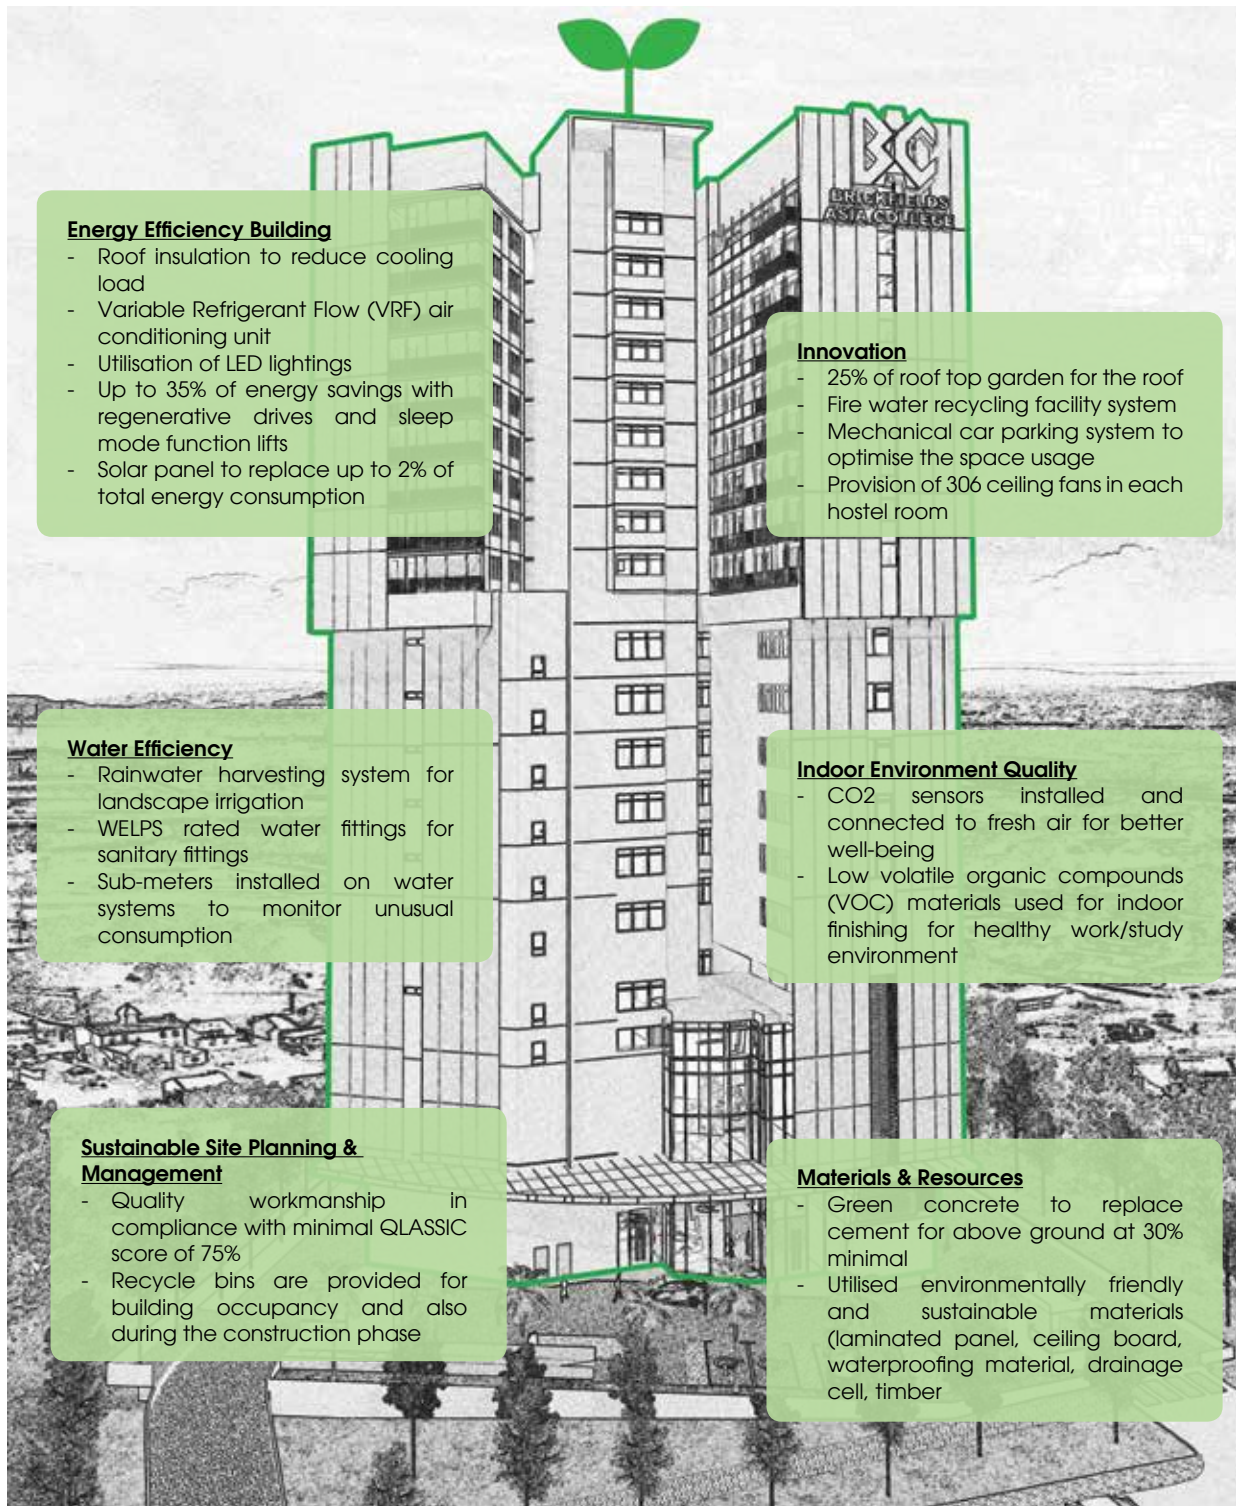 BRICKFIELDS
ASIA COLLEGE
Energy Efficiency Building
- Roof insulation to reduce cooling
load
- Variable Refrigerant Flow (VRF) air
conditioning unit
- Utilisation of LED lightings
- Up to 35% of energy savings with
regenerative drives and sleep
mode function lifts
- Solar panel to replace up to 2% of
total energy consumption
Innovation
- 25% of roof top garden for the roof
- Fire water recycling facility system
- Mechanical car parking system to
optimise the space usage
- Provision of 306 ceiling fans in each
hostel room
Water Efficiency
- Rainwater harvesting system for
landscape irrigation
- WELPS rated water fittings for
sanitary fittings
- Sub-meters installed on water
systems to monitor unusual
consumption
Indoor Environment Quality
- CO2 sensors installed and
connected to fresh air for better
well-being
- Low volatile organic compounds
(VOC) materials used for indoor
finishing for healthy work/study
environment
Sustainable Site Planning &
Management
- Quality workmanship in
compliance with minimal QLASSIC
score of 75%
- Recycle bins are provided for
building occupancy and also
during the construction phase
Materials & Resources
- Green concrete to replace
cement for above ground at 30%
minimal
- Utilised environmentally friendly
and sustainable materials
(laminated panel, ceiling board,
waterproofing material, drainage
cell, timber